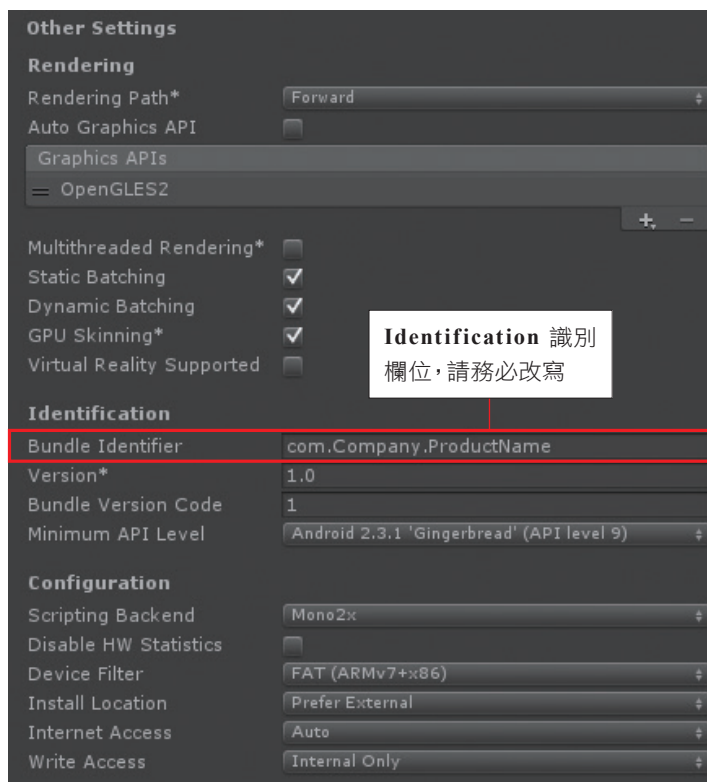 Other Settings
Rendering
Rendering Path* Forward
Auto Graphics API
Graphics APIs
OpenGLES2
Multithreaded Rendering*
Static Batching
Dynamic Batching
GPU Skinning*
Virtual Reality Supported
Identification 識別
欄位，請務必改寫
Identification
Bundle Identifier com.Company.ProductName
Version* 1.0
Bundle Version Code 1
Minimum API Level Android 2.3.1 'Gingerbread' (API level 9)
Configuration
Scripting Backend Mono2x
Disable HW Statistics
Device Filter FAT (ARMv7+x86)
Install Location Prefer External
Internet Access Auto
Write Access Internal Only